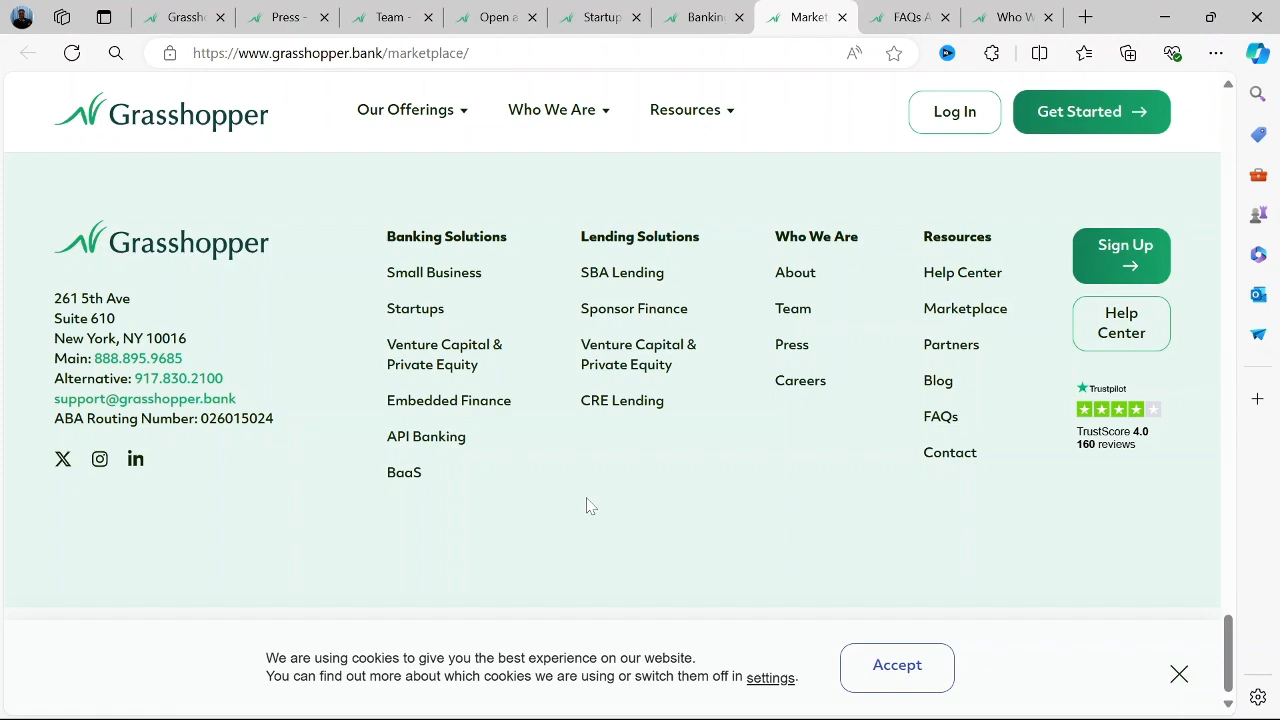 Grassho
Press -
Team -
Open a
Startup
Bankin
Market
FAQs
Who W
https://www.grasshopper.bank/marketplace/
Grasshopper
Our Offerings
Who We Are
Resources
Log In
Get Started →
Grasshopper
261 5th Ave
Suite 610
New York, NY 10016
Main: 888.895.9685
Alternative: 917.830.2100
support@grasshopper.bank
ABA Routing Number: 026015024
Banking Solutions
Small Business
Startups
Venture Capital &
Private Equity
Embedded Finance
API Banking
BaaS
Lending Solutions
SBA Lending
Sponsor Finance
Venture Capital &
Private Equity
CRE Lending
Who We Are
About
Team
Press
Careers
Resources
Help Center
Marketplace
Partners
Blog
FAQs
Contact
Sign Up
→
Help
Center
Trustpilot
TrustScore 4.0
160 reviews
We are using cookies to give you the best experience on our website.
You can find out more about which cookies we are using or switch them off in settings.
Accept